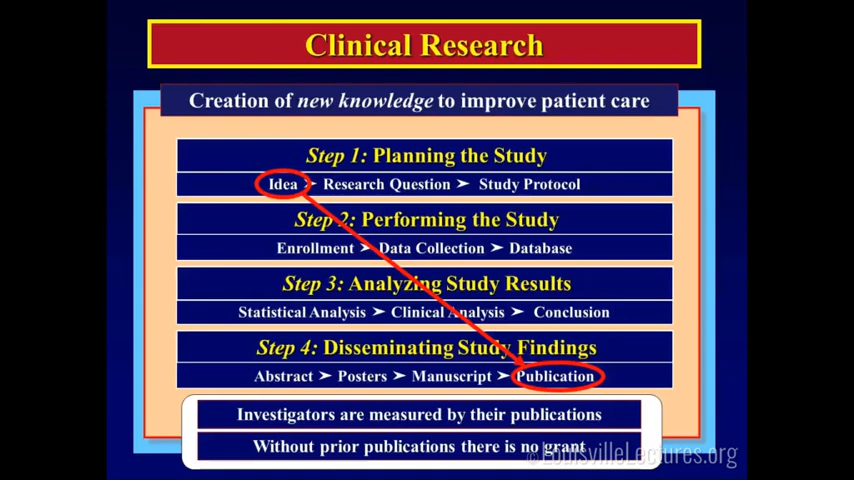 Clinical Research
Creation of new knowledge to improve patient care
Step 1: Planning the Study
Idea ➤ Research Question ➤ Study Protocol
Step 2: Performing the Study
Enrollment ➤ Data Collection ➤ Database
Step 3: Analyzing Study Results
Statistical Analysis ➤ Clinical Analysis ➤ Conclusion
Step 4: Disseminating Study Findings
Abstract ➤ Posters ➤ Manuscript ➤ Publication
Investigators are measured by their publications
Without prior publications there is no grant
©LouisvilleLectures.org